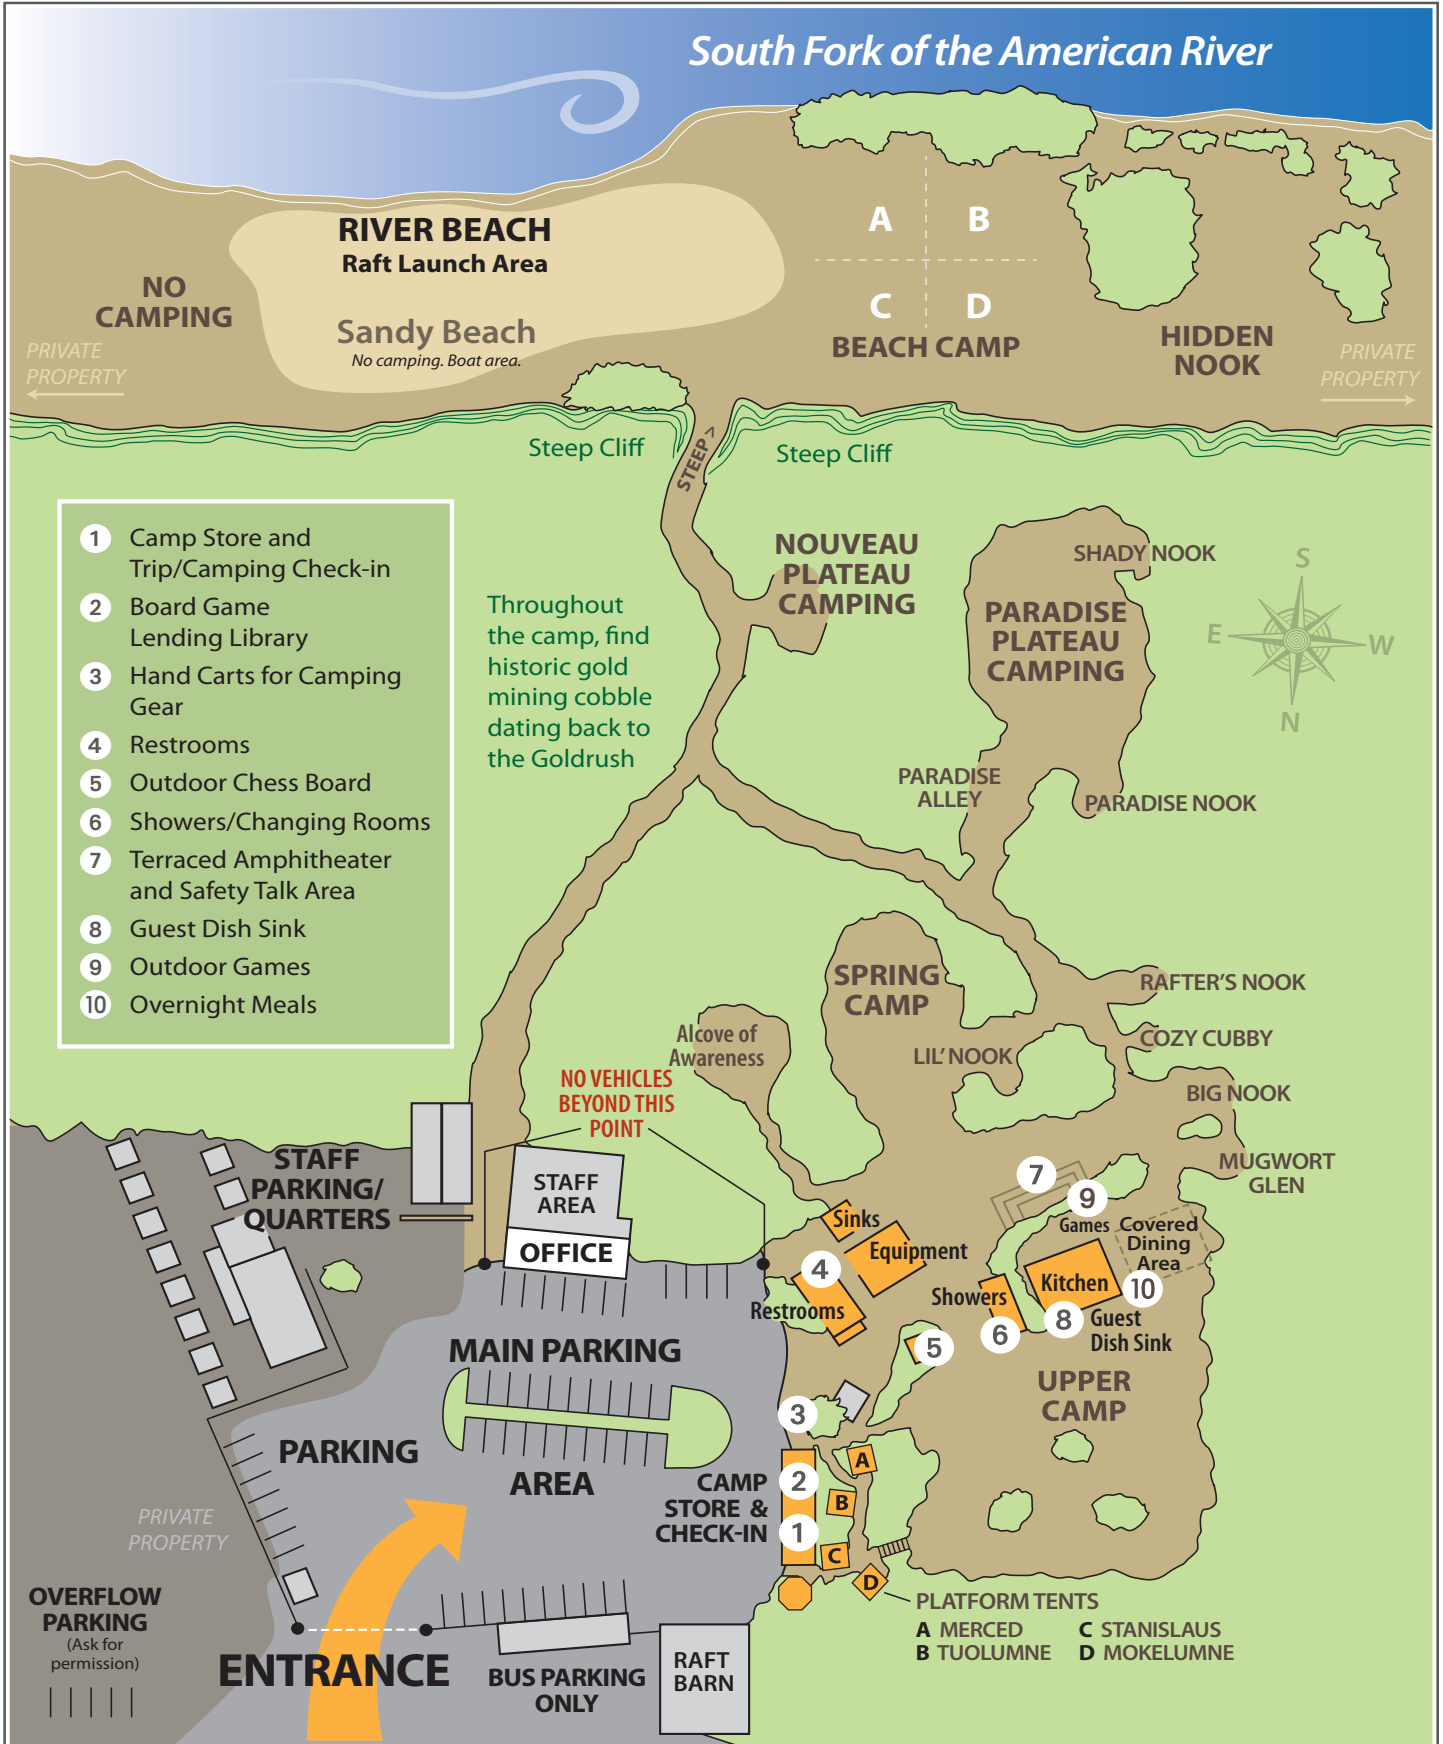 South Fork of the American River
RIVER BEACH
Raft Launch Area
Sandy Beach
No camping. Boat area.
NO
CAMPING
PRIVATE
PROPERTY
A
B
C
D
BEACH CAMP
HIDDEN
NOOK
PRIVATE
PROPERTY
Steep Cliff
STEEP >
Steep Cliff
1 Camp Store and
Trip/Camping Check-in
2 Board Game
Lending Library
3 Hand Carts for Camping
Gear
4 Restrooms
5 Outdoor Chess Board
6 Showers/Changing Rooms
7 Terraced Amphitheater
and Safety Talk Area
8 Guest Dish Sink
9 Outdoor Games
10 Overnight Meals
Throughout
the camp, find
historic gold
mining cobble
dating back to
the Goldrush
NOUVEAU
PLATEAU
CAMPING
SHADY NOOK
PARADISE
PLATEAU
CAMPING
S
E
W
N
PARADISE
ALLEY
PARADISE NOOK
SPRING
CAMP
RAFTER'S NOOK
LIL' NOOK
COZY CUBBY
BIG NOOK
MUGWORT
GLEN
Alcove of
Awareness
NO VEHICLES
BEYOND THIS
POINT
STAFF
PARKING/
QUARTERS
STAFF
AREA
OFFICE
Sinks
Equipment
4
Restrooms
7
9
Games
Covered
Dining
Area
10
Kitchen
Showers
6
8
Guest
Dish Sink
5
UPPER
CAMP
3
MAIN PARKING
AREA
PARKING
CAMP
STORE &
CHECK-IN
2
1
A
B
C
D
PLATFORM TENTS
A MERCED
B TUOLUMNE
C STANISLAUS
D MOKELUMNE
PRIVATE
PROPERTY
OVERFLOW
PARKING
(Ask for
permission)
ENTRANCE
BUS PARKING
ONLY
RAFT
BARN